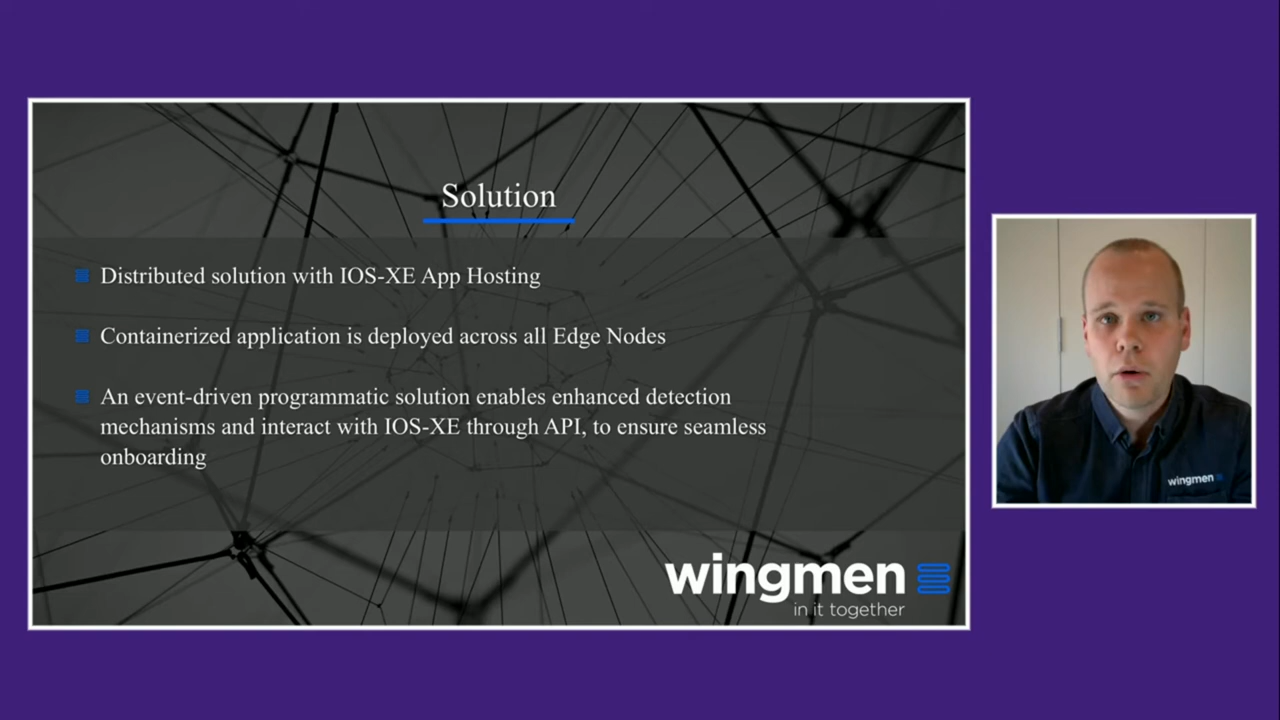 Solution
Distributed solution with IOS-XE App Hosting
Containerized application is deployed across all Edge Nodes
An event-driven programmatic solution enables enhanced detection
mechanisms and interact with IOS-XE through API, to ensure seamless
onboarding
wingmen
in it together
wingmen